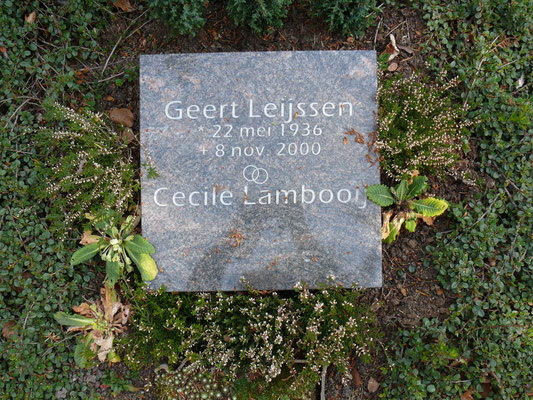 Geert Leijssen
* 22 mei 1936
+ 8 nov. 2000
Cecile Lambooij